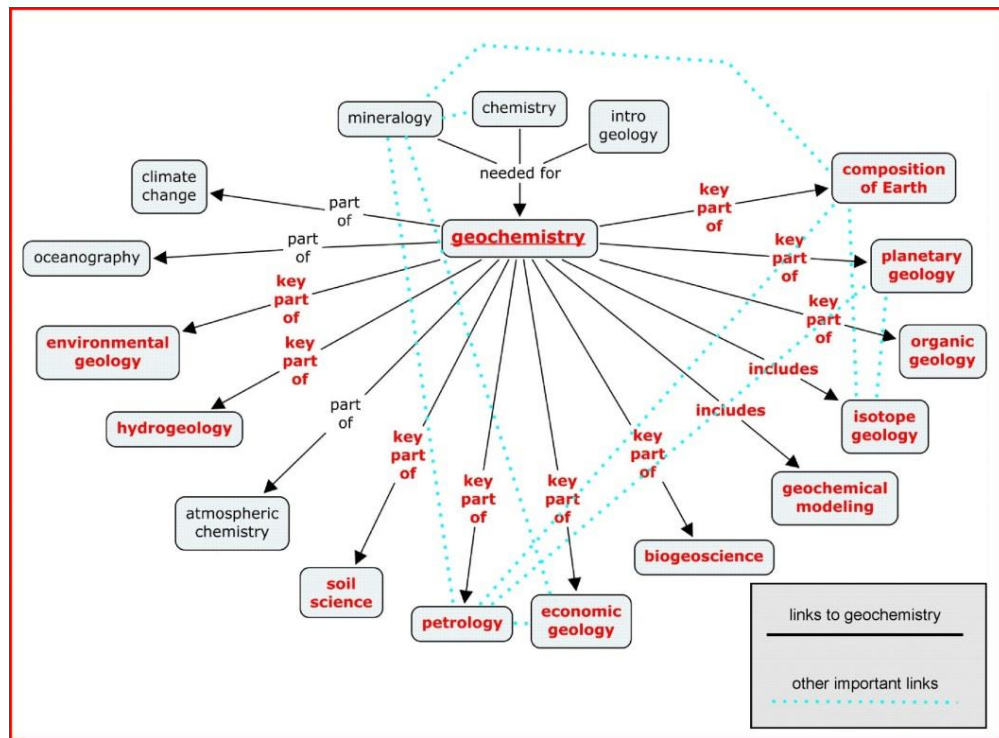 mineralogy
chemistry
intro
geology
needed for
geochemistry
climate
change
part
of
oceanography
part
of
environmental
geology
key
part
of
hydrogeology
key
part
of
atmospheric
chemistry
part
of
soil
science
key
part
of
petrology
key
part
of
economic
geology
key
part
of
biogeoscience
key
part
of
geochemical
modeling
includes
isotope
geology
includes
organic
geology
key
part
of
planetary
geology
key
part
of
composition
of Earth
key
part
of
links to geochemistry
other important links